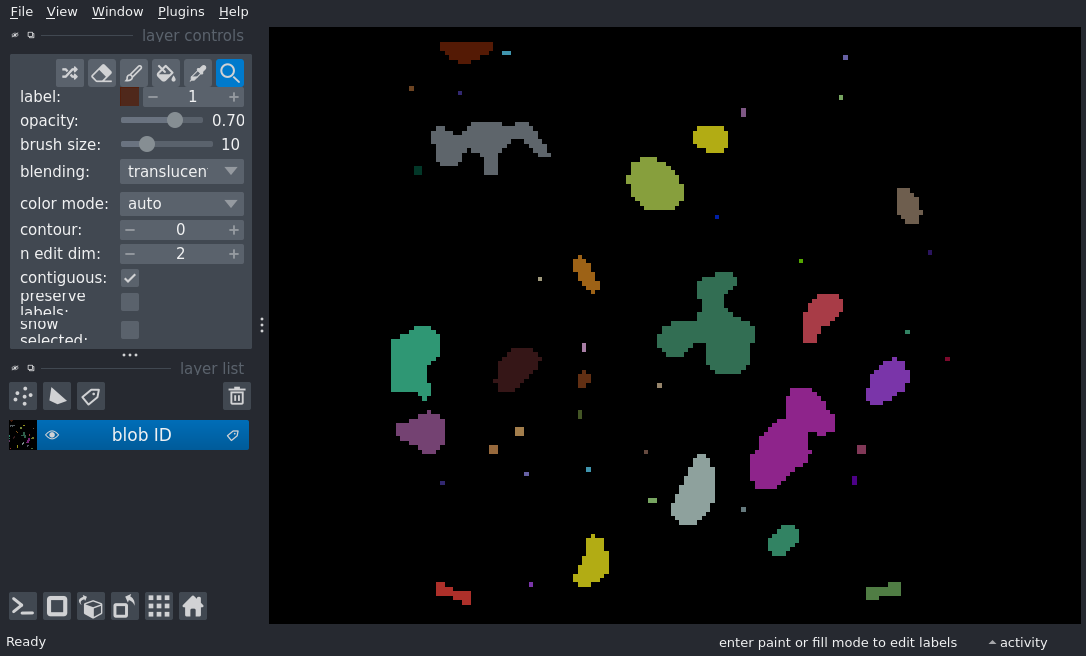 File View Window Plugins Help
layer controls
label: 1
opacity: 0.70
brush size: 10
blending: translucen
color mode: auto
contour: 0
n edit dim: 2
contiguous:
preserve
labels:
show
selected:
layer list
blob ID
Ready
enter paint or fill mode to edit labels
activity